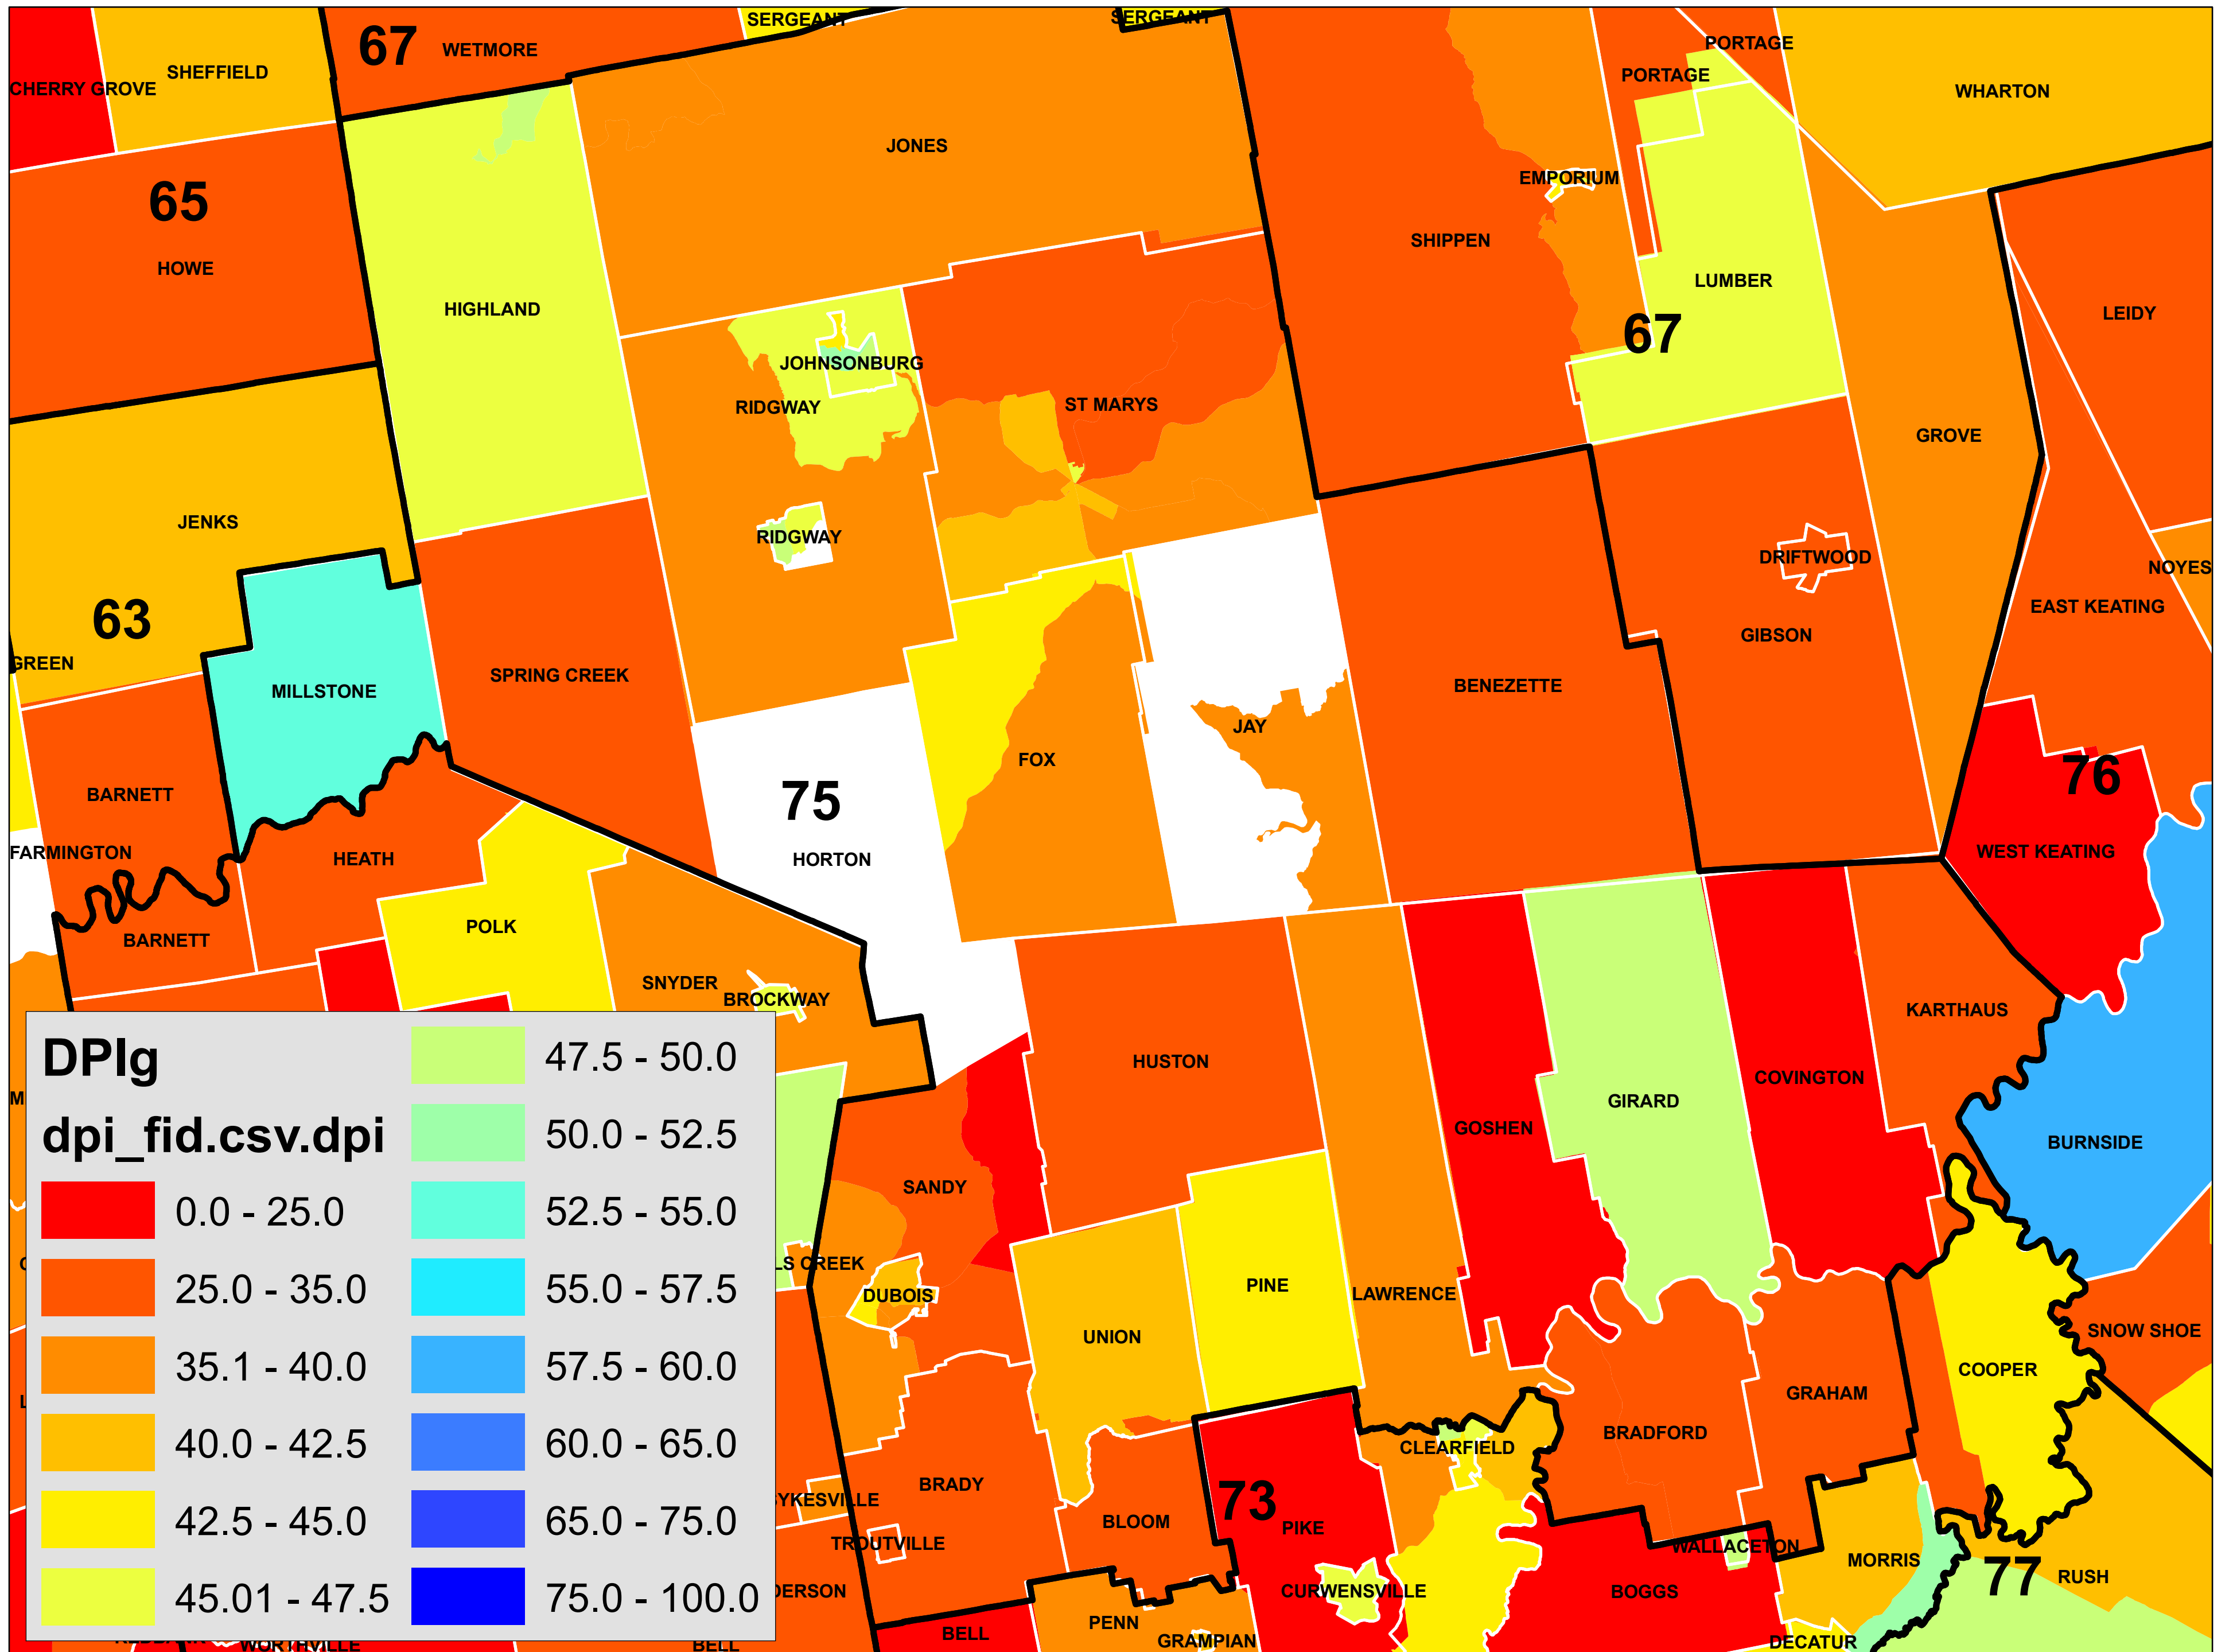 SERGEANT
SERGEANT
67
WETMORE
PORTAGE
SHEFFIELD
PORTAGE
CHERRY GROVE
WHARTON
JONES
EMPORIUM
65
SHIPPEN
HOWE
LUMBER
HIGHLAND
LEIDY
67
JOHNSONBURG
RIDGWAY
ST MARYS
GROVE
JENKS
RIDGWAY
DRIFTWOOD
NOYES
63
EAST KEATING
GIBSON
GREEN
MILLSTONE
SPRING CREEK
BENEZETTE
JAY
FOX
76
BARNETT
75
FARMINGTON
HEATH
HORTON
WEST KEATING
POLK
BARNETT
SNYDER
BROCKWAY
KARTHAUS
HUSTON
COVINGTON
GIRARD
GOSHEN
BURNSIDE
SANDY
LS CREEK
DUBOIS
PINE
LAWRENCE
UNION
SNOW SHOE
COOPER
GRAHAM
BRADFORD
CLEARFIELD
BRADY
YKESVILLE
73
BLOOM
PIKE
TROUTVILLE
WALLACETON
MORRIS
77
RUSH
DERSON
CURWENSVILLE
BOGGS
PENN
BELL
GRAMPIAN
DECATUR
BELL
WORTHVILLE
DPlg
dpi_fid.csv.dpi
0.0 - 25.0
25.0 - 35.0
35.1 - 40.0
40.0 - 42.5
42.5 - 45.0
45.01 - 47.5
47.5 - 50.0
50.0 - 52.5
52.5 - 55.0
55.0 - 57.5
57.5 - 60.0
60.0 - 65.0
65.0 - 75.0
75.0 - 100.0